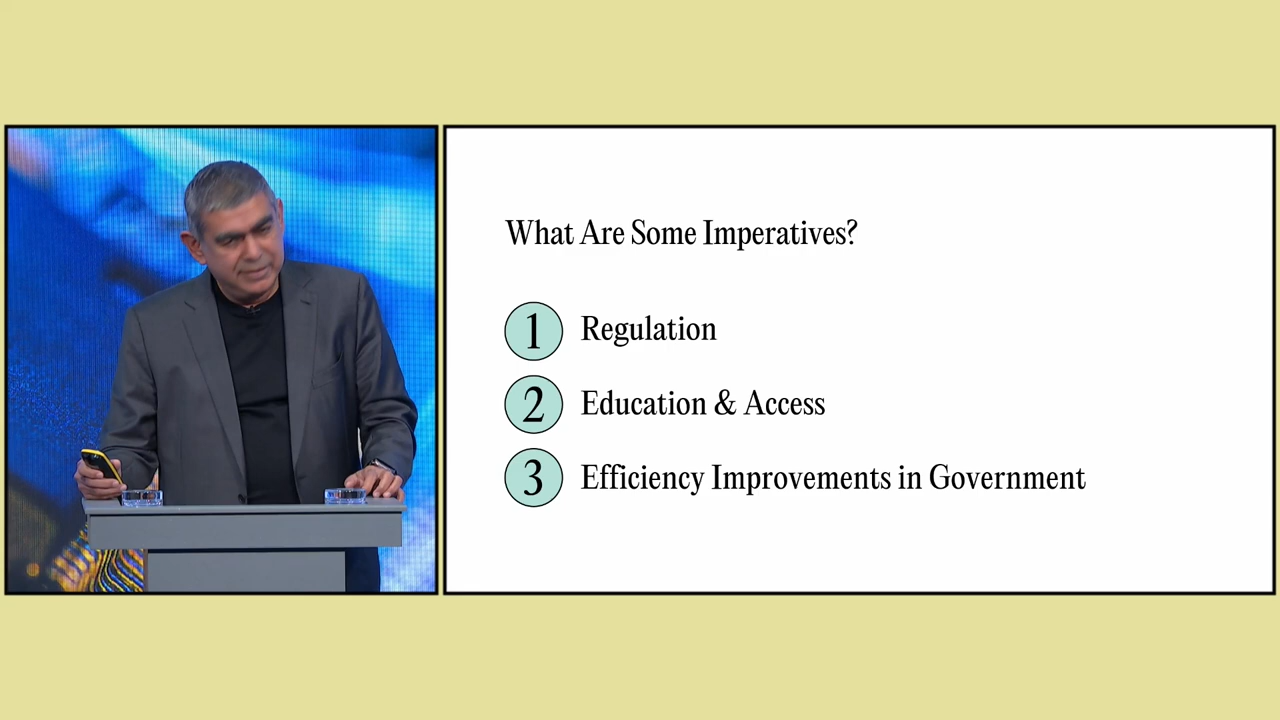 What Are Some Imperatives?
1 Regulation
2 Education & Access
3 Efficiency Improvements in Government